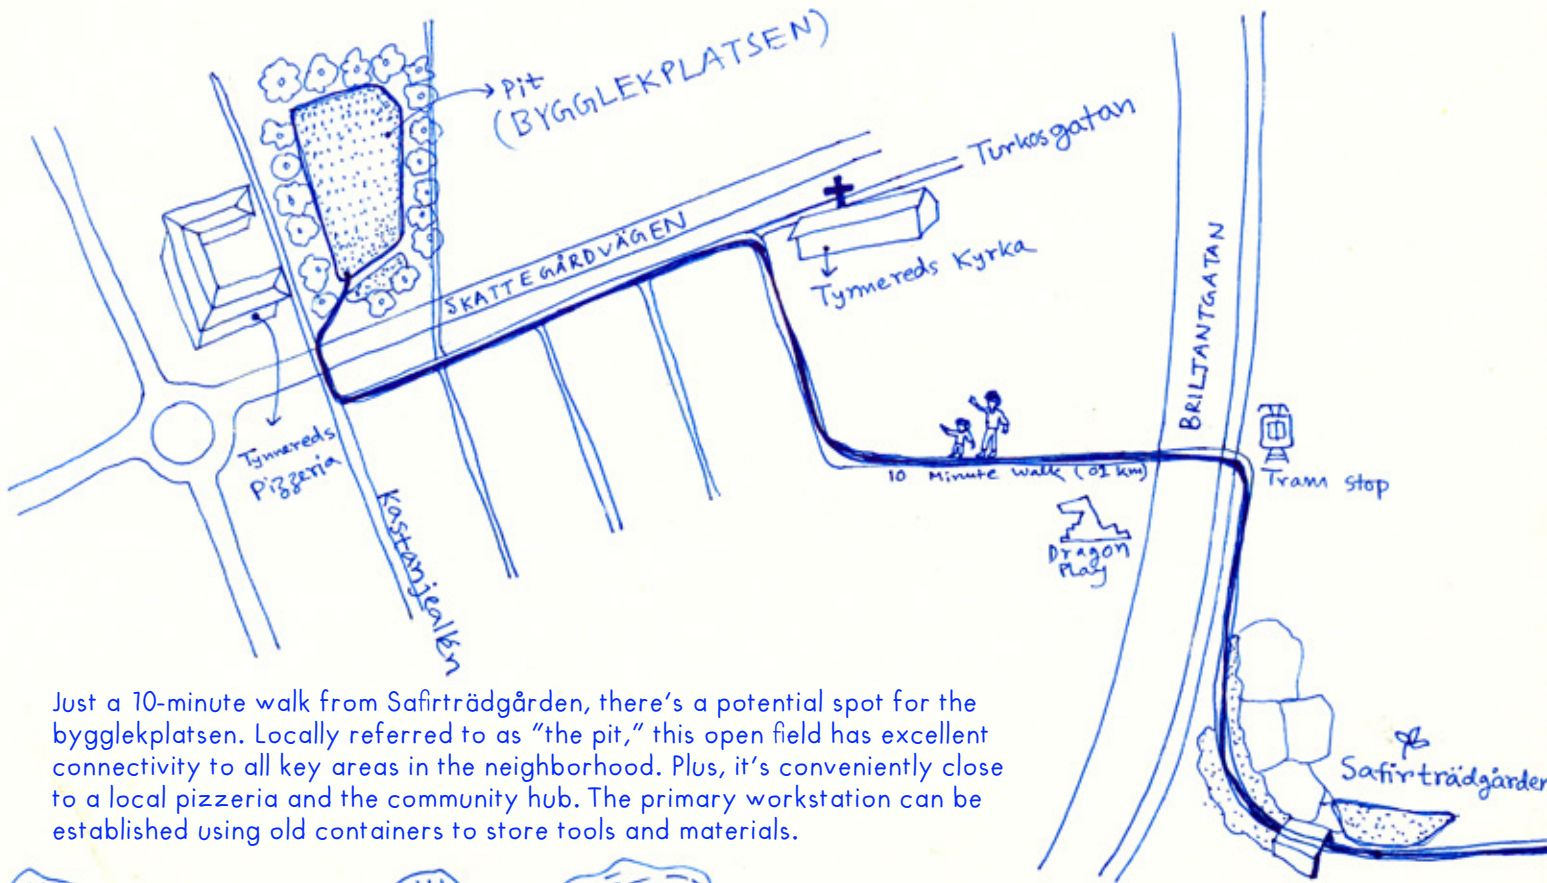 Pit
(BYGGLEKPLATSEN)
Turkosgatan
SKATTEGÅRDVÄGEN
Tynnereds Kyrka
BRILJANTGATAN
Tynnereds
Pizzeria
10 Minute walk (01 km)
Tram stop
Kastanjeallén
Dragon
Play
Safirträdgården
Just a 10-minute walk from Safirträdgården, there's a potential spot for the
bygglekplatsen. Locally referred to as "the pit," this open field has excellent
connectivity to all key areas in the neighborhood. Plus, it's conveniently close
to a local pizzeria and the community hub. The primary workstation can be
established using old containers to store tools and materials.